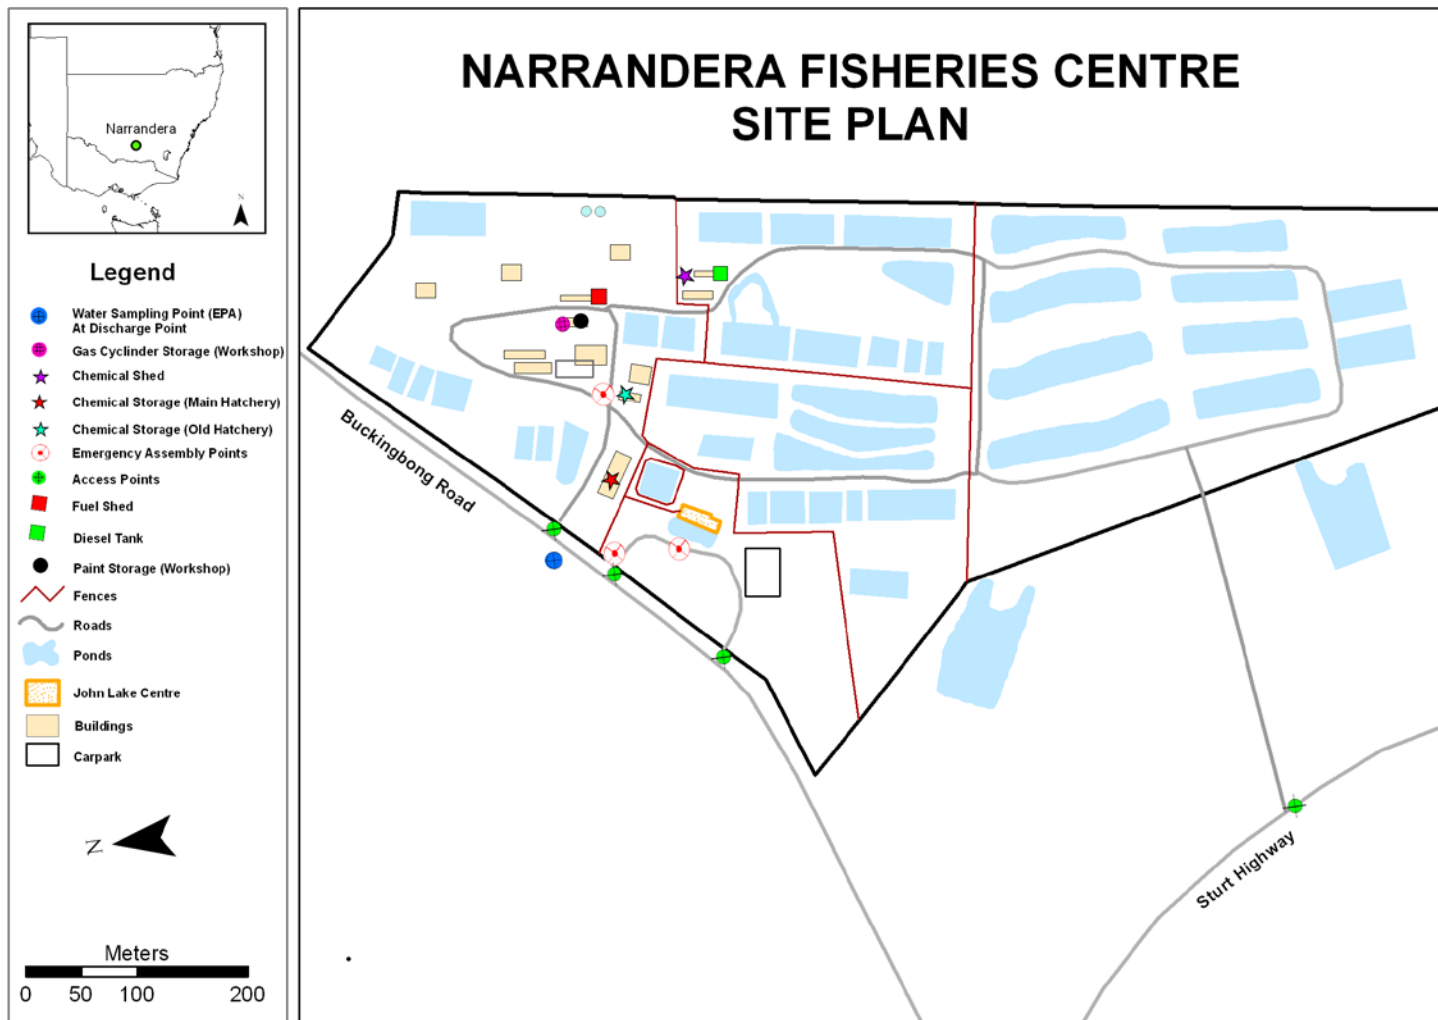 NARRANDERA FISHERIES CENTRE
SITE PLAN
Narrandera
N
Legend
Water Sampling Point (EPA)
At Discharge Point
Gas Cyclinder Storage (Workshop)
Chemical Shed
Chemical Storage (Main Hatchery)
Chemical Storage (Old Hatchery)
Emergency Assembly Points
Access Points
Fuel Shed
Diesel Tank
Paint Storage (Workshop)
Fences
Roads
Ponds
John Lake Centre
Buildings
Carpark
N
Meters
0 50 100 200
Buckingbong Road
Sturt Highway